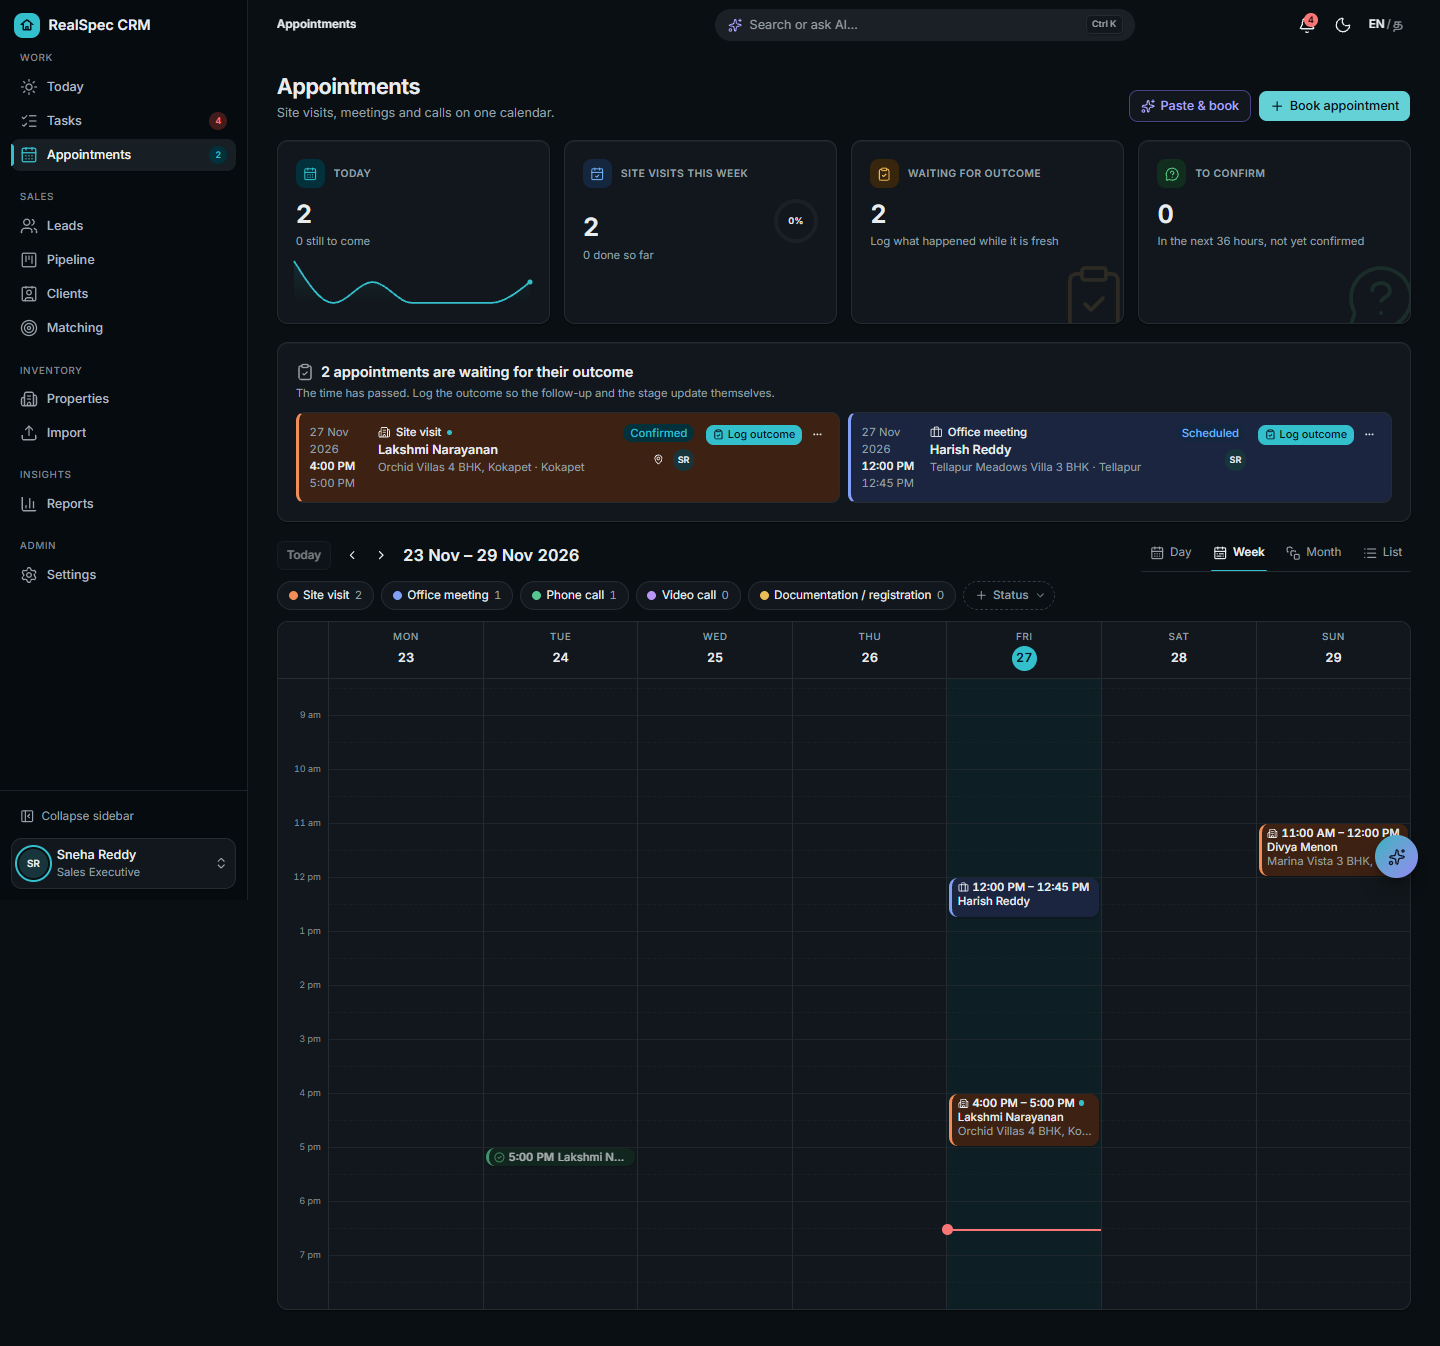 RealSpec CRM
WORK
Today
Tasks 4
Appointments 2
SALES
Leads
Pipeline
Clients
Matching
INVENTORY
Properties
Import
INSIGHTS
Reports
ADMIN
Settings
Collapse sidebar
SR
Sneha Reddy
Sales Executive
Appointments
Search or ask AI...
Ctrl K
4
EN / த
Appointments
Site visits, meetings and calls on one calendar.
Paste & book
Book appointment
TODAY
2
0 still to come
SITE VISITS THIS WEEK
2
0%
0 done so far
WAITING FOR OUTCOME
2
Log what happened while it is fresh
TO CONFIRM
0
In the next 36 hours, not yet confirmed
2 appointments are waiting for their outcome
The time has passed. Log the outcome so the follow-up and the stage update themselves.
27 Nov
2026
4:00 PM
5:00 PM
Site visit
Lakshmi Narayanan
Orchid Villas 4 BHK, Kokapet · Kokapet
Confirmed
SR
Log outcome
27 Nov
2026
12:00 PM
12:45 PM
Office meeting
Harish Reddy
Tellapur Meadows Villa 3 BHK · Tellapur
Scheduled
SR
Log outcome
Today
23 Nov – 29 Nov 2026
Day
Week
Month
List
Site visit 2
Office meeting 1
Phone call 1
Video call 0
Documentation / registration 0
Status
MON
23
TUE
24
WED
25
THU
26
FRI
27
SAT
28
SUN
29
9 am
10 am
11 am
11:00 AM – 12:00 PM
Divya Menon
Marina Vista 3 BHK,
12 pm
12:00 PM – 12:45 PM
Harish Reddy
1 pm
2 pm
3 pm
4 pm
4:00 PM – 5:00 PM
Lakshmi Narayanan
Orchid Villas 4 BHK, Ko...
5 pm
5:00 PM Lakshmi N...
6 pm
7 pm